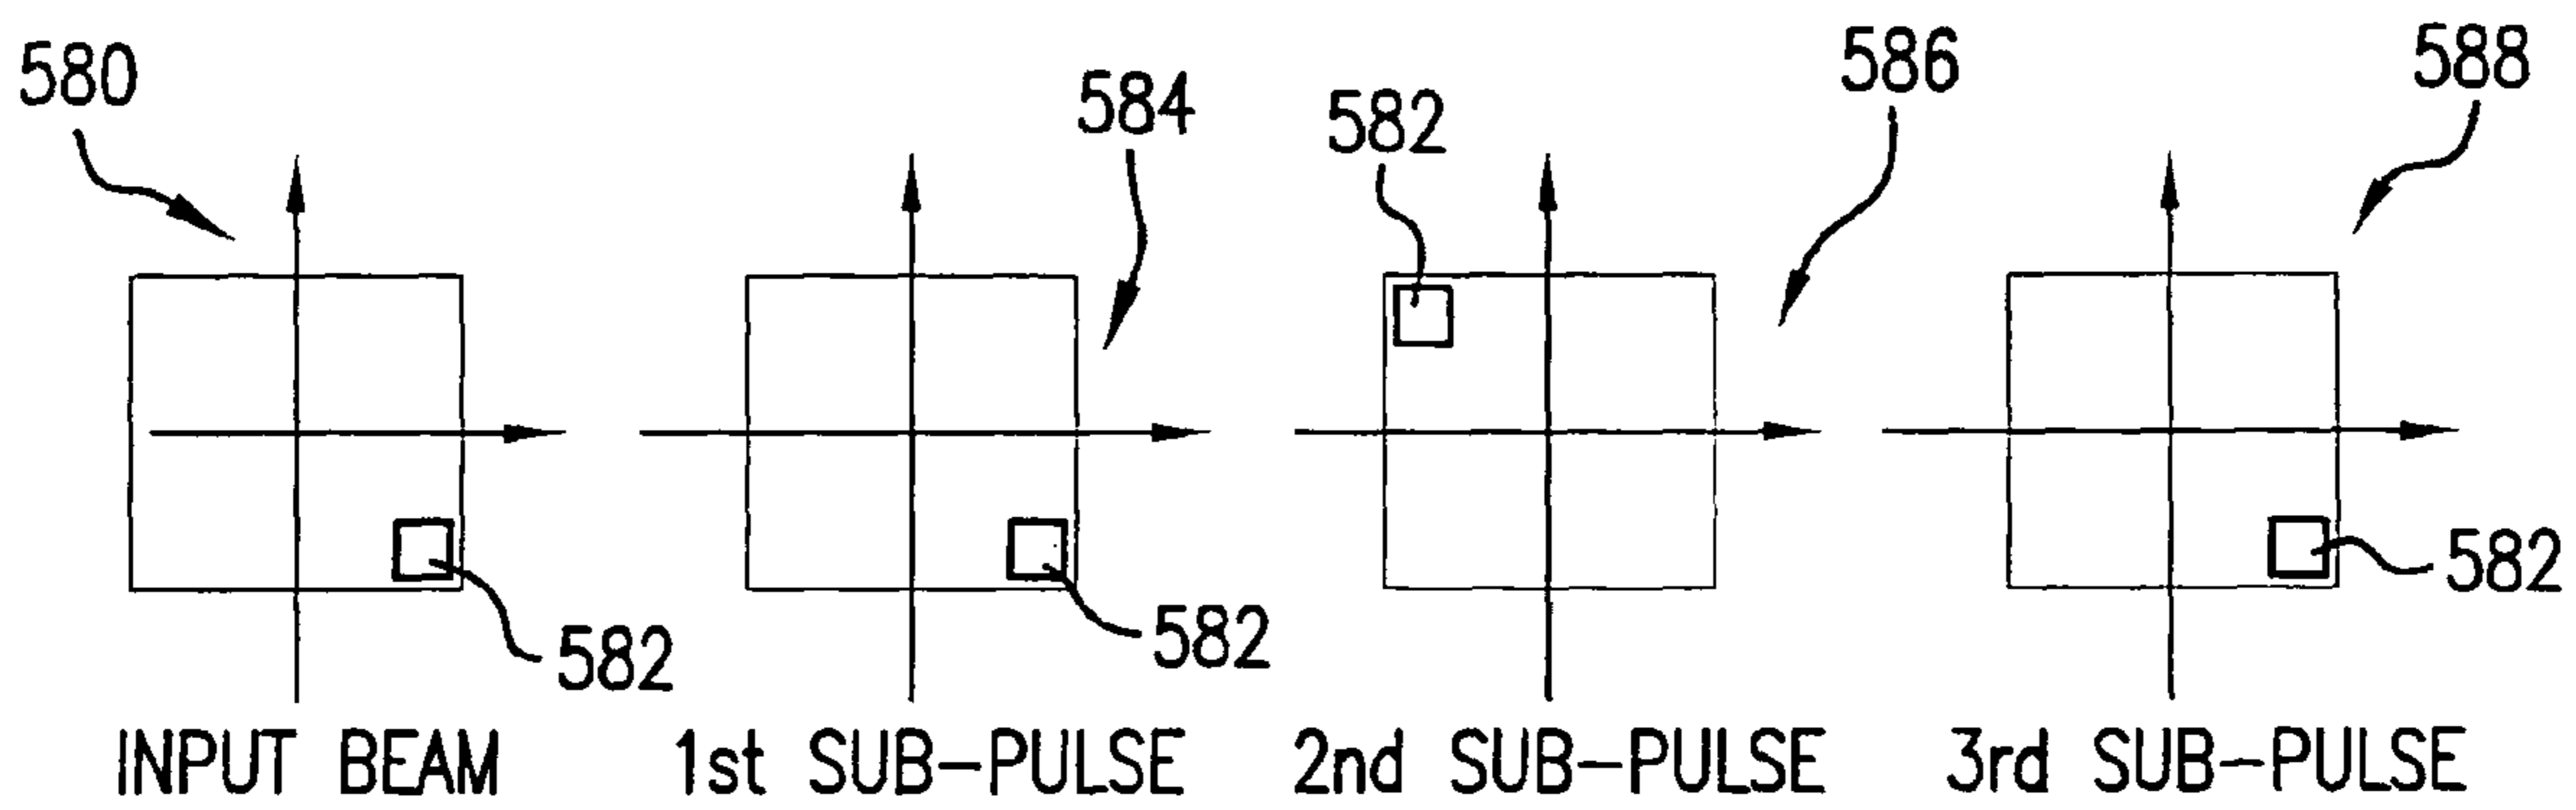 580
584
582
586
588
582
582
582
INPUT BEAM
1st SUB-PULSE
2nd SUB-PULSE
3rd SUB-PULSE